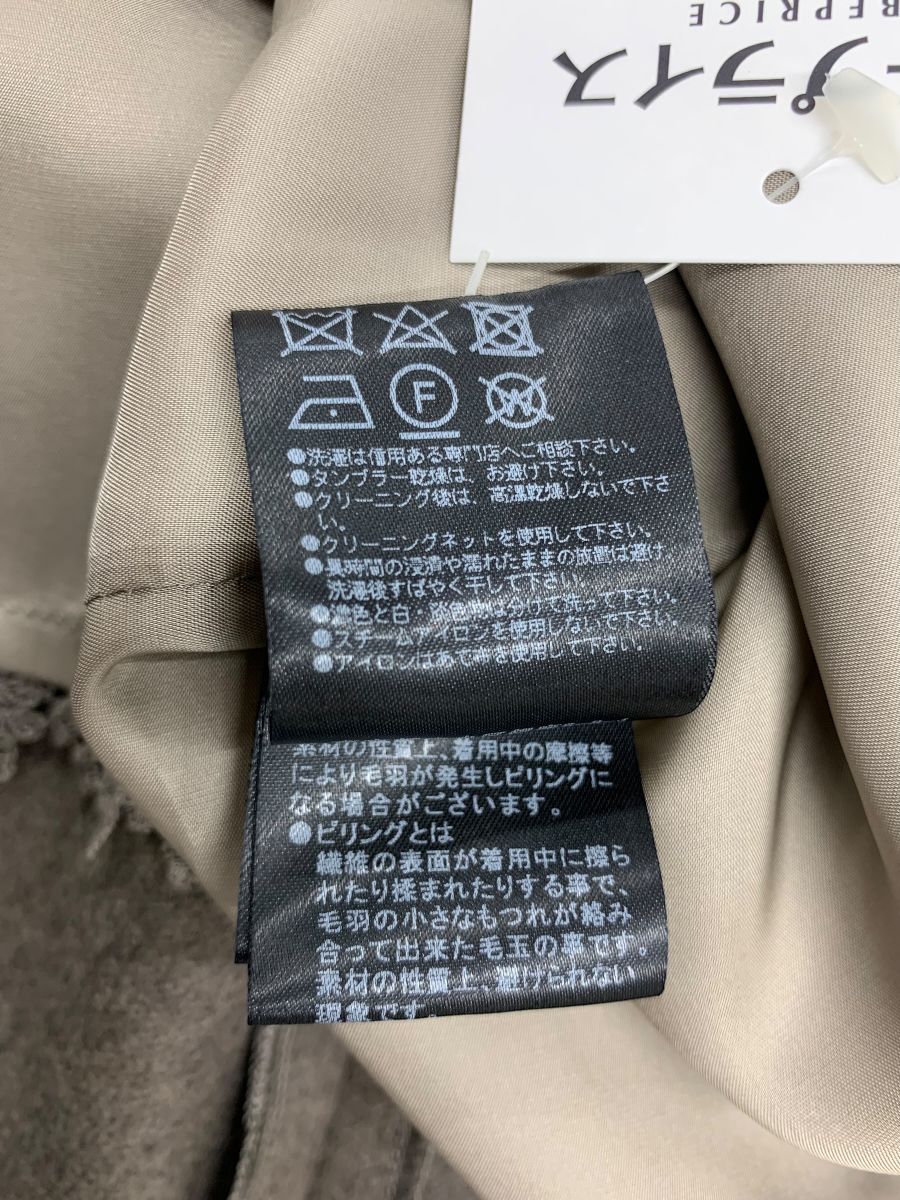 REPRICE
プライス
F
W
●洗濯は信用ある専門店へご相談下さい。
●タンブラー乾燥は、お避け下さい。
●クリーニング後は、高温乾燥しないで下さ
い。
●クリーニングネットを使用して下さい。
●長時間の浸漬や濡れたままの放置は避け
洗濯後すばやく干して下さい。
●濃色と白・淡色物は分けて洗って下さい。
●スチームアイロンを使用しないで下さい。
●アイロンはあて布を使用して下さい。
素材の性質上、着用中の摩擦等
により毛羽が発生しピリングに
なる場合がございます。
●ピリングとは
繊維の表面が着用中に擦ら
れたり揉まれたりする事で、
毛羽の小さなもつれが絡み
合って出来た毛玉の事です。
素材の性質上、避けられない
現象です。